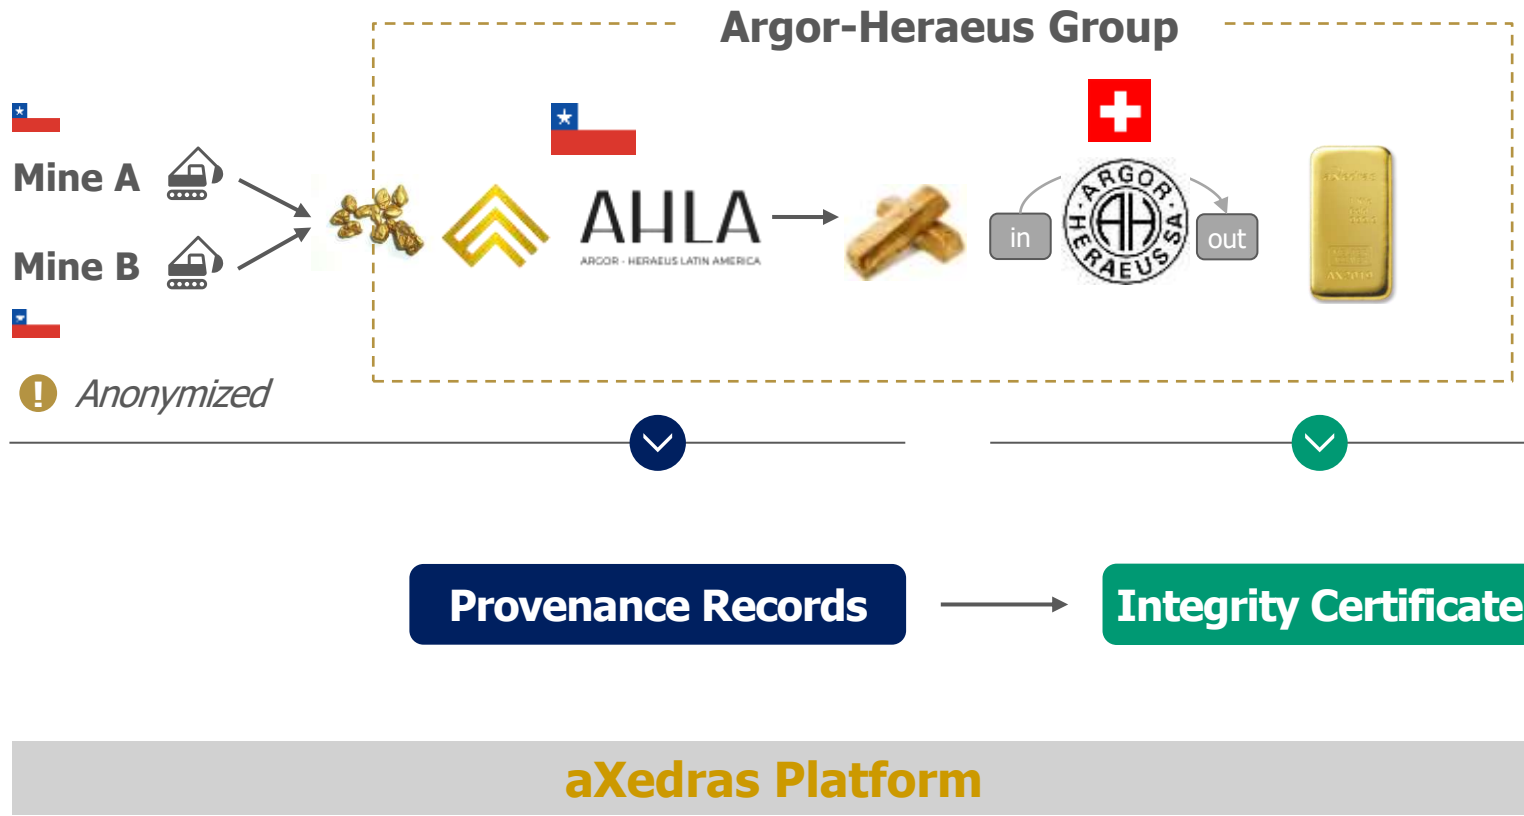 Argor-Heraeus Group
Mine A
Mine B
AHLA
ARGOR - HERAEUS LATIN AMERICA
in
ARGOR · HERAEUS SA ·
AH
out
aXedras
! Anonymized
Provenance Records
Integrity Certificate
aXedras Platform